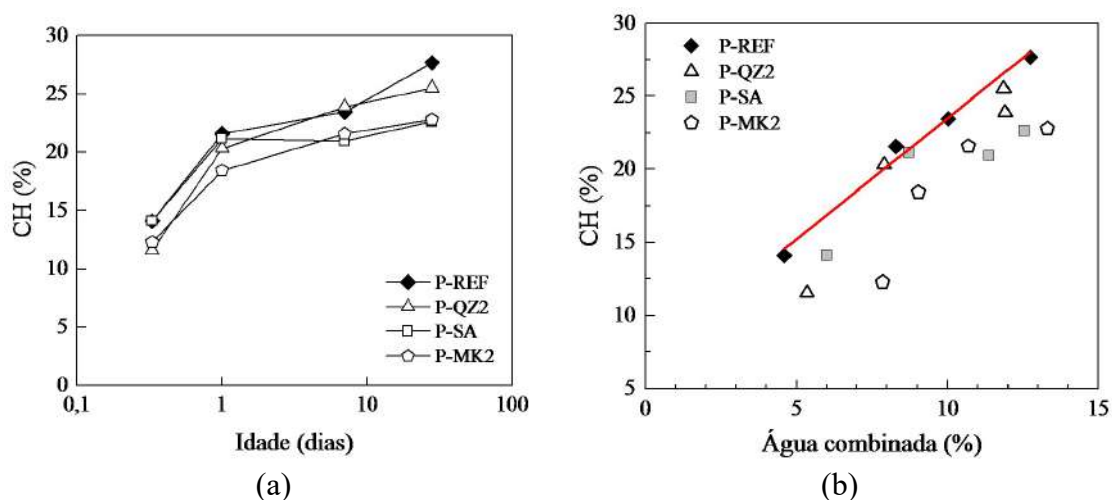 30
25
20
15
10
5
0
CH (%)
0,1
1
10
100
Idade (dias)
P-REF
P-QZ2
P-SA
P-MK2
(a)
30
25
20
15
10
5
CH (%)
0
5
10
15
Água combinada (%)
P-REF
P-QZ2
P-SA
P-MK2
(b)